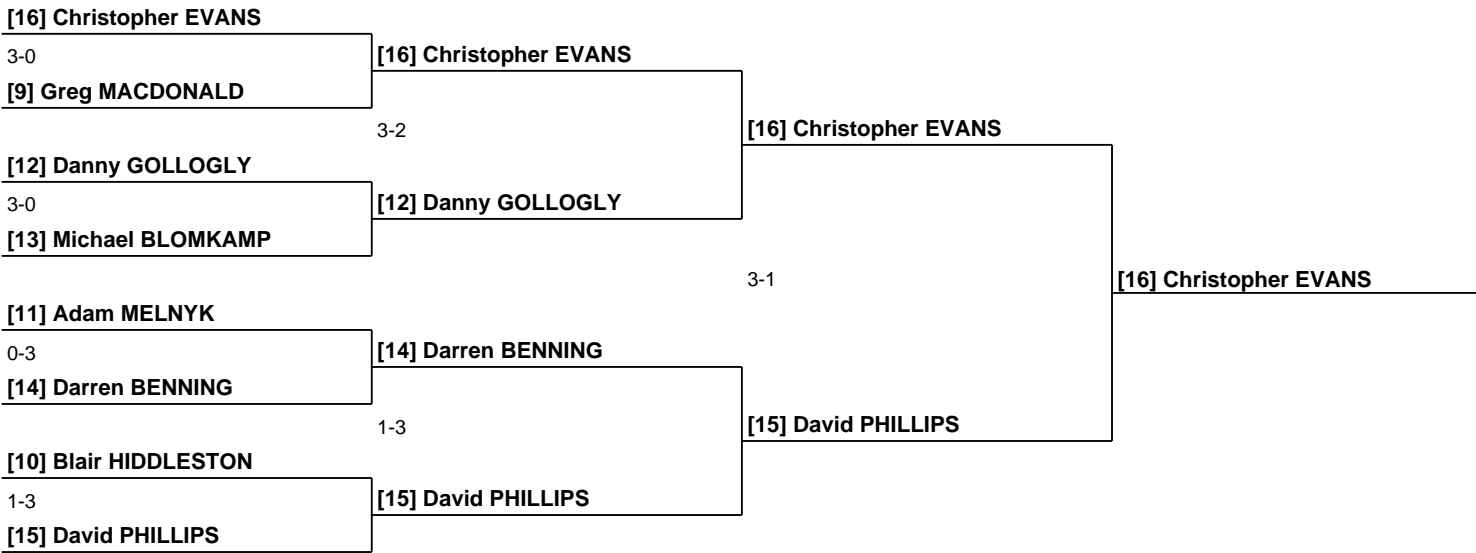 [16] Christopher EVANS
3-0
[9] Greg MACDONALD
[16] Christopher EVANS
3-2
[12] Danny GOLLOGLY
3-0
[13] Michael BLOMKAMP
[12] Danny GOLLOGLY
[16] Christopher EVANS
3-1
[16] Christopher EVANS
[11] Adam MELNYK
0-3
[14] Darren BENNING
[14] Darren BENNING
1-3
[15] David PHILLIPS
[10] Blair HIDDLESTON
1-3
[15] David PHILLIPS
[15] David PHILLIPS